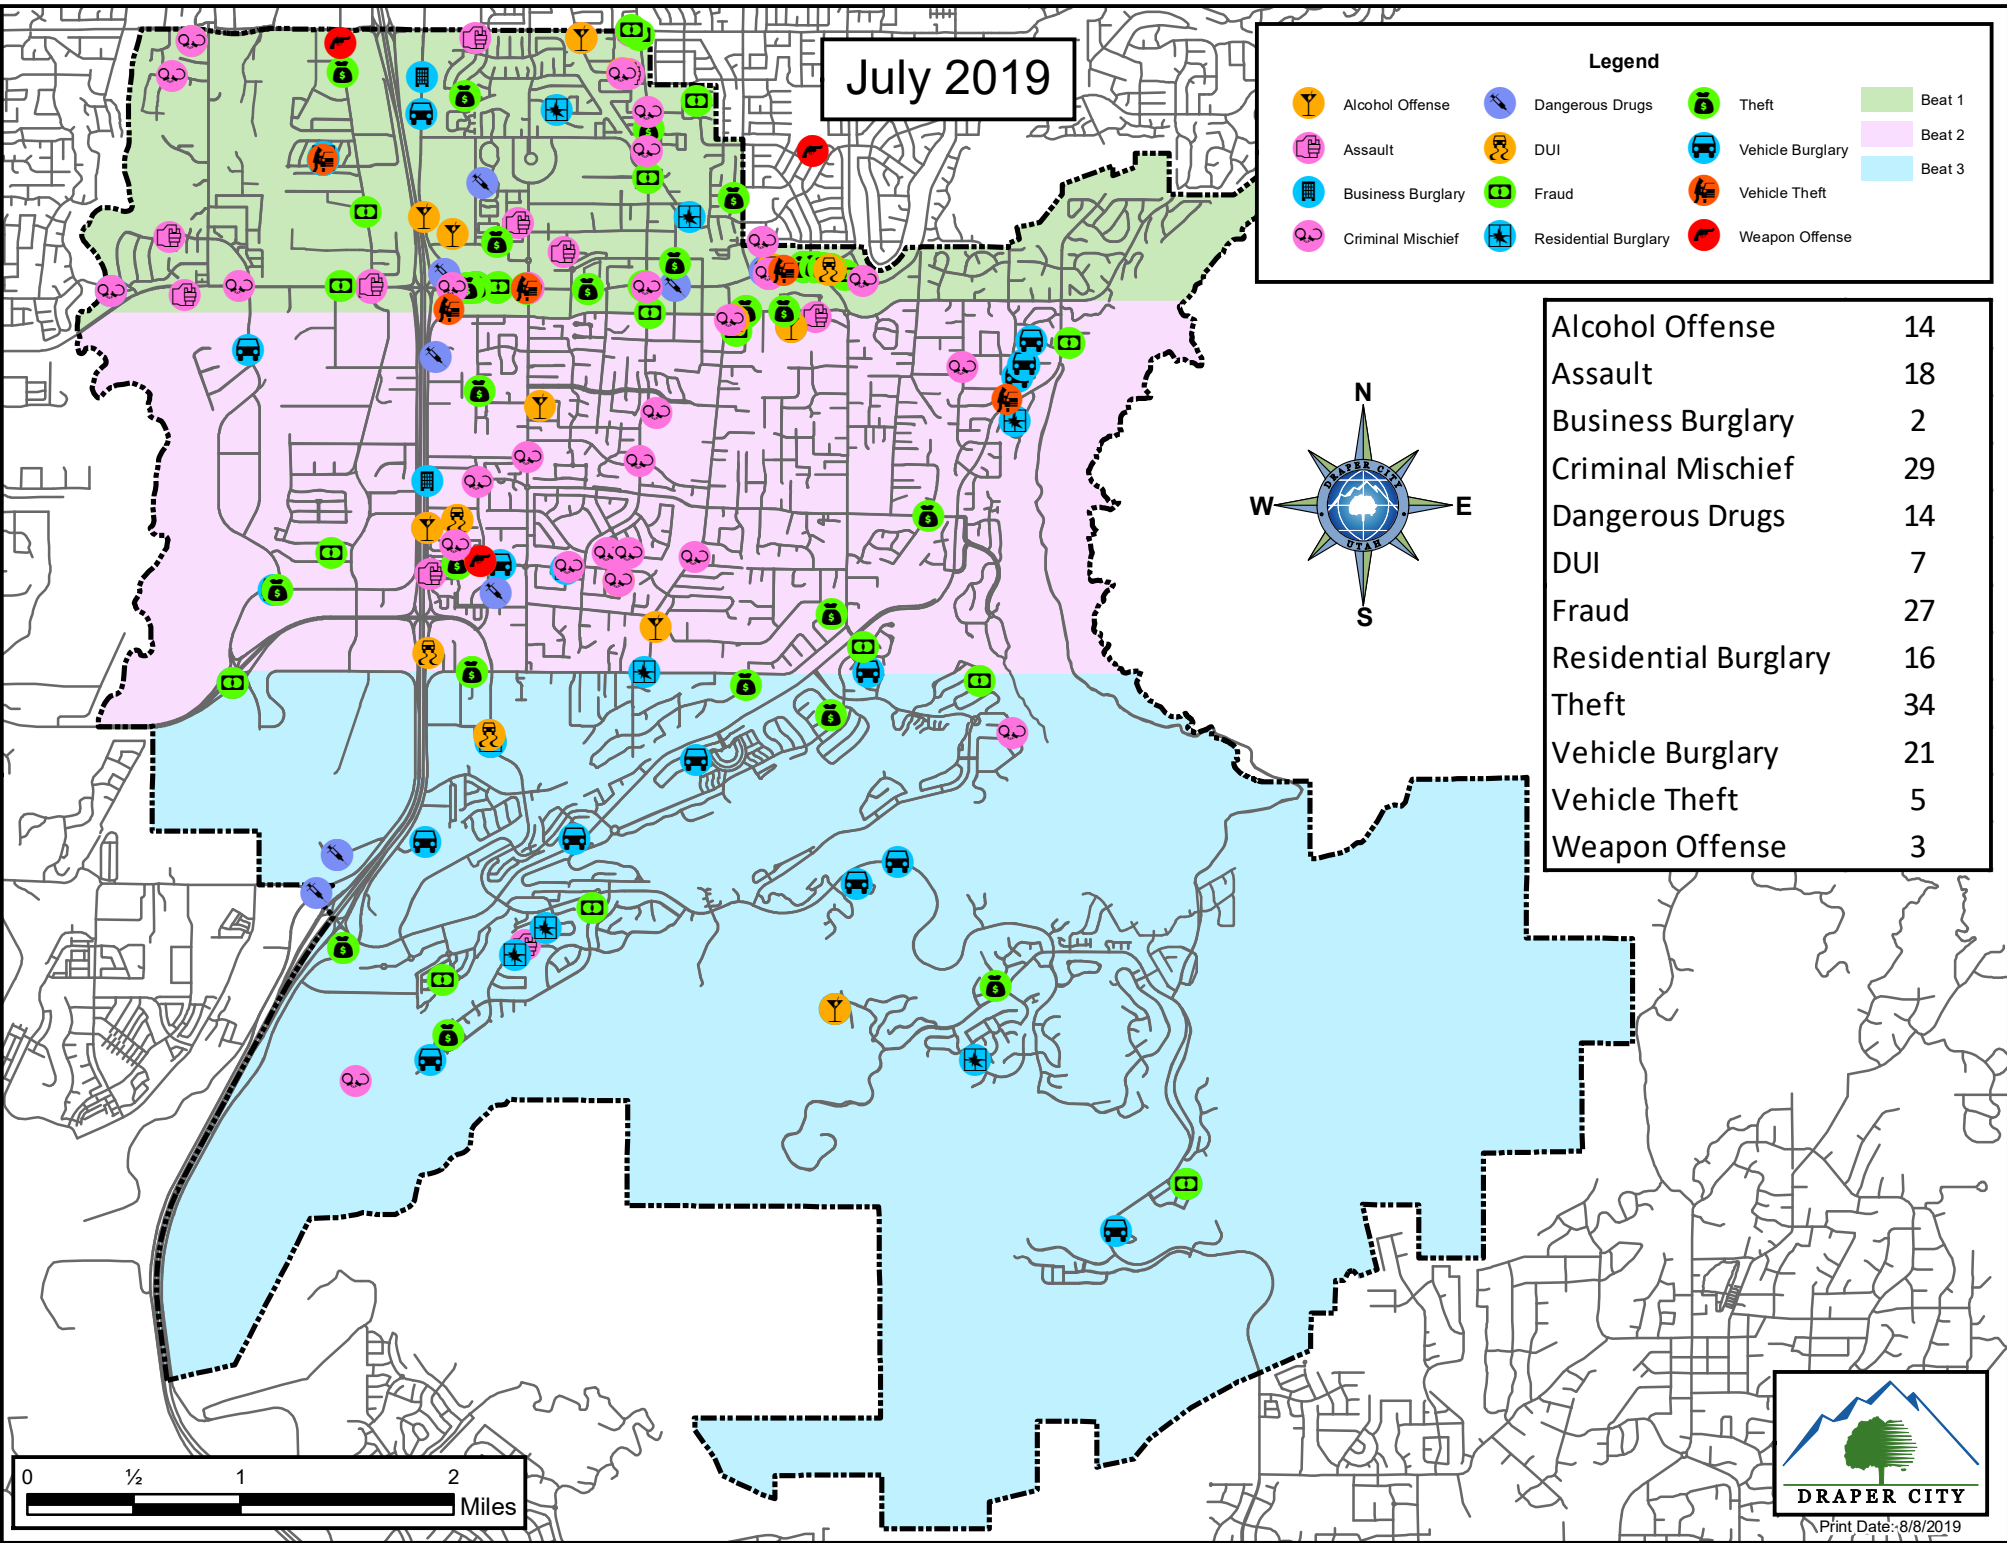 July 2019
Legend
Alcohol Offense
Dangerous Drugs
Theft
Beat 1
Assault
DUI
Vehicle Burglary
Beat 2
Business Burglary
Fraud
Vehicle Theft
Beat 3
Criminal Mischief
Residential Burglary
Weapon Offense
Alcohol Offense 14
Assault 18
Business Burglary 2
Criminal Mischief 29
Dangerous Drugs 14
DUI 7
Fraud 27
Residential Burglary 16
Theft 34
Vehicle Burglary 21
Vehicle Theft 5
Weapon Offense 3
N
W
E
S
DRAPER CITY
UTAH
0 ½ 1 2
Miles
DRAPER CITY
Print Date: 8/8/2019